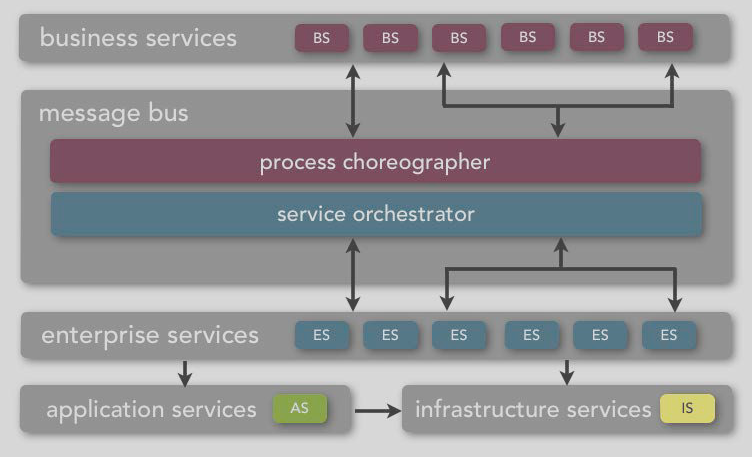 business services BS BS BS BS BS BS
message bus
process choreographer
service orchestrator
enterprise services ES ES ES ES ES ES
application services AS infrastructure services IS